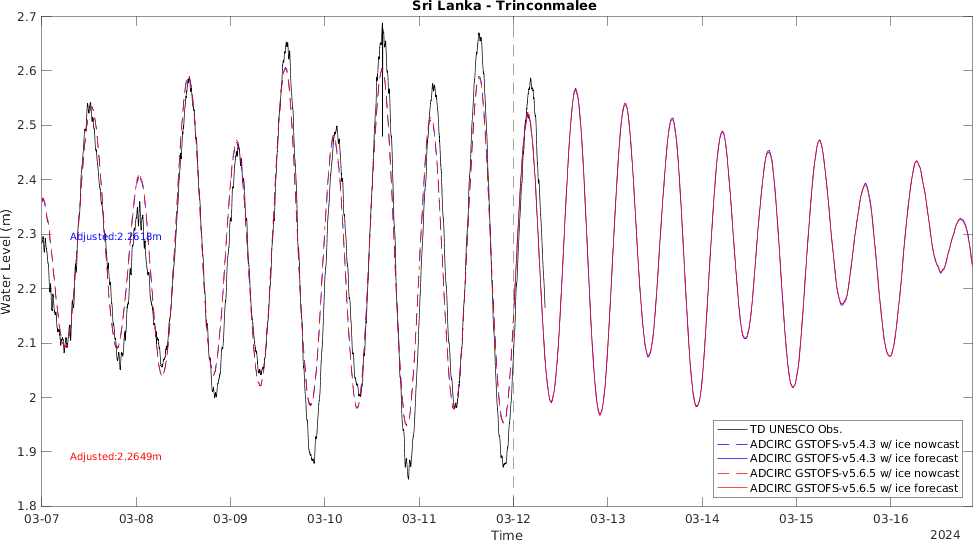 Sri Lanka - Trinconmalee
2.7
2.6
2.5
2.4
2.3
2.2
2.1
2
1.9
1.8
Water Level (m)
Adjusted:2.2618m
Adjusted:2.2649m
TD UNESCO Obs.
ADCIRC GSTOFS-v5.4.3 w/ ice nowcast
ADCIRC GSTOFS-v5.4.3 w/ ice forecast
ADCIRC GSTOFS-v5.6.5 w/ ice nowcast
ADCIRC GSTOFS-v5.6.5 w/ ice forecast
03-07 03-08 03-09 03-10 03-11 03-12 03-13 03-14 03-15 03-16
Time
2024